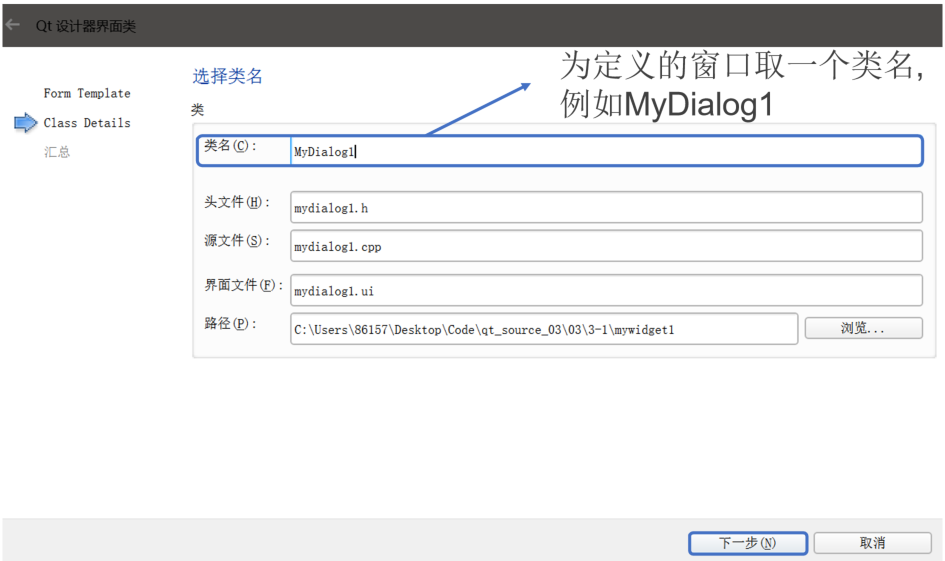 Qt 设计器界面类
Form Template
Class Details
汇总
选择类名
类
为定义的窗口取一个类名,
例如MyDialog1
类名(C): MyDialog1
头文件(H): mydialog1.h
源文件(S): mydialog1.cpp
界面文件(F): mydialog1.ui
路径(P): C:\Users\86157\Desktop\Code\qt_source_03\03\3-1\mywidget1 浏览...
下一步(N) 取消